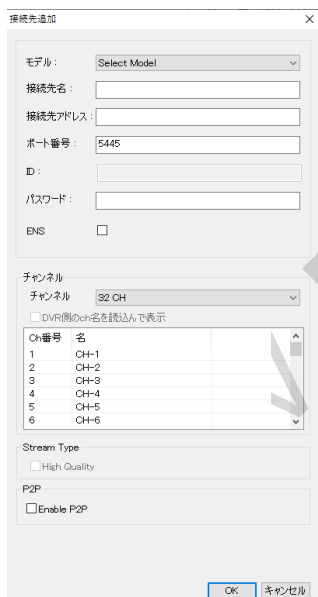 接続先追加
モデル： Select Model
接続先名：
接続先アドレス：
ポート番号： 5445
ID：
パスワード：
ENS
チャンネル
チャンネル 32 CH
DVR側のch名を読込んで表示
Ch番号 名
1 CH-1
2 CH-2
3 CH-3
4 CH-4
5 CH-5
6 CH-6
Stream Type
High Quality
P2P
Enable P2P
OK キャンセル